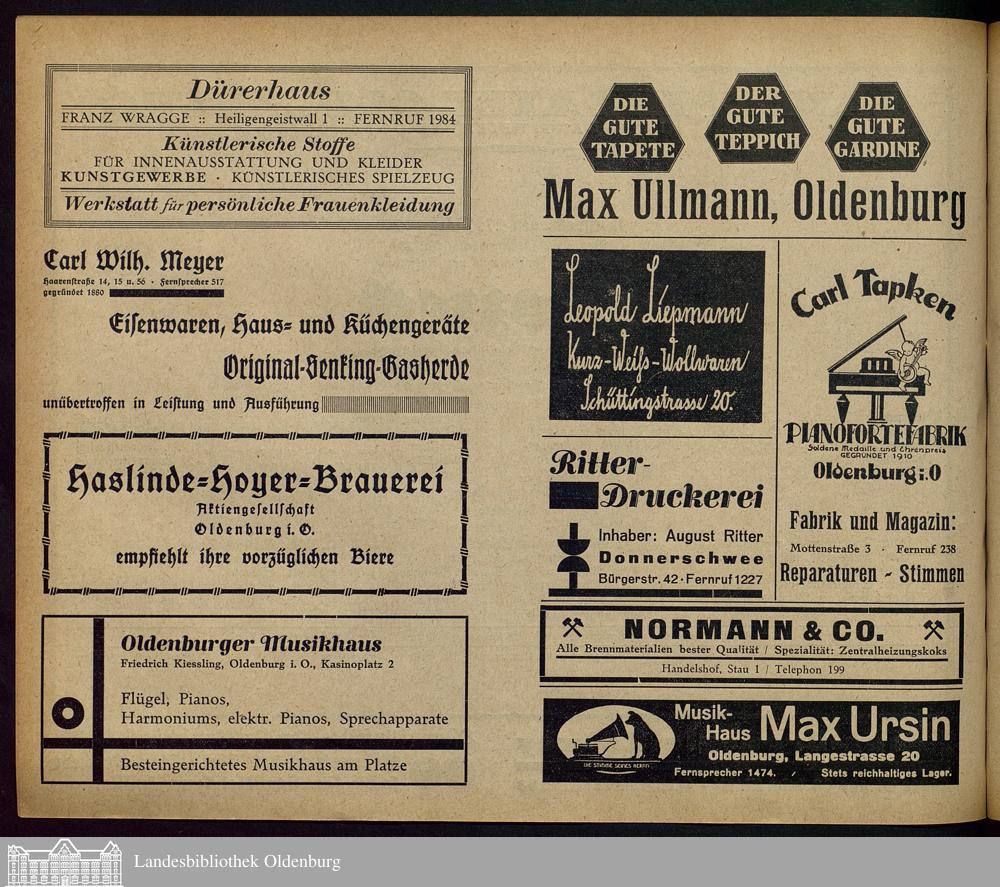 Dürerhaus
FRANZ WRAGGE :: Heiligengeistwall 1 :: FERNRUF 1984
Künstlerische Stoffe
FÜR INNENAUSSTATTUNG UND KLEIDER
KUNSTGEWERBE · KÜNSTLERISCHES SPIELZEUG
Werkstatt für persönliche Frauenkleidung
Carl Wilh. Meyer
Haarenstraße 14, 15 u. 56 · Fernsprecher 517
gegründet 1880
Eisenwaren, Haus- und Küchengeräte
Original-Senking-Gasherde
unübertroffen in Leistung und Ausführung
Haslinde-Hoyer-Brauerei
Aktiengesellschaft
Oldenburg i. O.
empfiehlt ihre vorzüglichen Biere
Oldenburger Musikhaus
Friedrich Kiessling, Oldenburg i. O., Kasinoplatz 2
Flügel, Pianos,
Harmoniums, elektr. Pianos, Sprechapparate
Besteingerichtetes Musikhaus am Platze
DIE
GUTE
TAPETE
DER
GUTE
TEPPICH
DIE
GUTE
GARDINE
Max Ullmann, Oldenburg
Leopold Liepmann
Kurz-Weiß-Wollwaren
Schüttingstrasse 20.
Carl Tapken
PIANOFORTEFABRIK
Goldene Medaille und Ehrenpreis
GEGRÜNDET 1910
Oldenburg i.O
Fabrik und Magazin:
Mottenstraße 3 · Fernruf 238
Reparaturen - Stimmen
Ritter-
Druckerei
Inhaber: August Ritter
Donnerschwee
Bürgerstr. 42 · Fernruf 1227
NORMANN & CO.
Alle Brennmaterialien bester Qualität / Spezialität: Zentralheizungskoks
Handelshof, Stau 1 / Telephon 199
DIE STIMME SEINES HERRN
Musik-
Haus Max Ursin
Oldenburg, Langestrasse 20
Fernsprecher 1474. / Stets reichhaltiges Lager.
Landesbibliothek Oldenburg